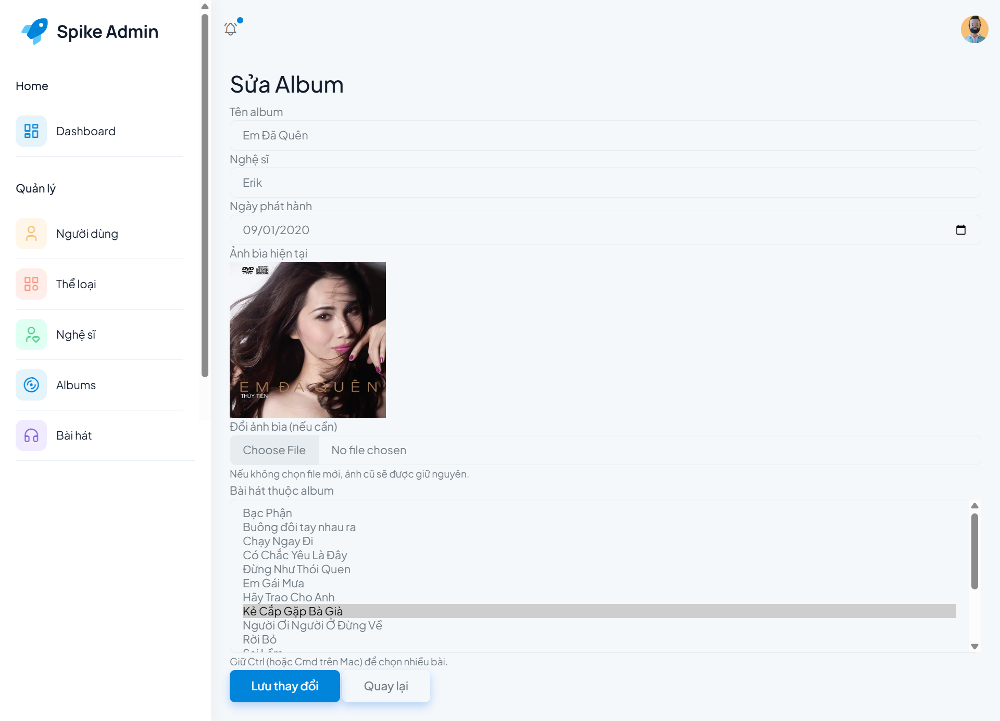 Spike Admin
Home
Dashboard
Quản lý
Người dùng
Thể loại
Nghệ sĩ
Albums
Bài hát
Sửa Album
Tên album
Em Đã Quên
Nghệ sĩ
Erik
Ngày phát hành
09/01/2020
Ảnh bìa hiện tại
DVD
VIDEO
EM ĐÃ QUÊN
THỦY TIÊN
Đổi ảnh bìa (nếu cần)
Choose File No file chosen
Nếu không chọn file mới, ảnh cũ sẽ được giữ nguyên.
Bài hát thuộc album
Bạc Phận
Buông đôi tay nhau ra
Chạy Ngay Đi
Có Chắc Yêu Là Đây
Đừng Như Thói Quen
Em Gái Mưa
Hãy Trao Cho Anh
Kẻ Cắp Gặp Bà Già
Người Ơi Người Ở Đừng Về
Rời Bỏ
Giữ Ctrl (hoặc Cmd trên Mac) để chọn nhiều bài.
Lưu thay đổi
Quay lại